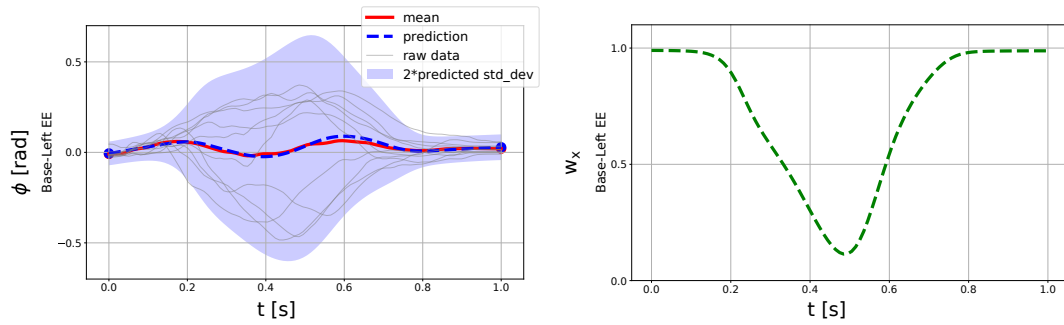 mean
prediction
raw data
2*predicted std_dev
ϕ [rad]
Base-Left EE
0.5
0.0
−0.5
0.0
0.2
0.4
0.6
0.8
1.0
t [s]
w_x
Base-Left EE
1.0
0.5
0.0
0.0
0.2
0.4
0.6
0.8
1.0
t [s]